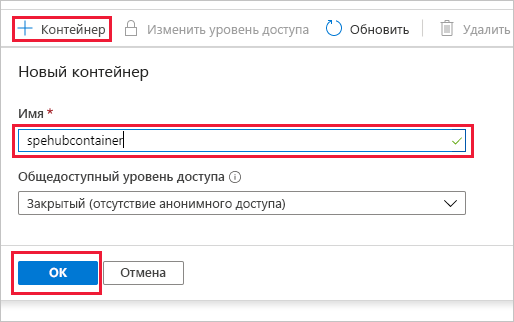 Контейнер Изменить уровень доступа Обновить Удалить
Новый контейнер
Имя *
spehubcontainer
Общедоступный уровень доступа
Закрытый (отсутствие анонимного доступа)
ОК Отмена